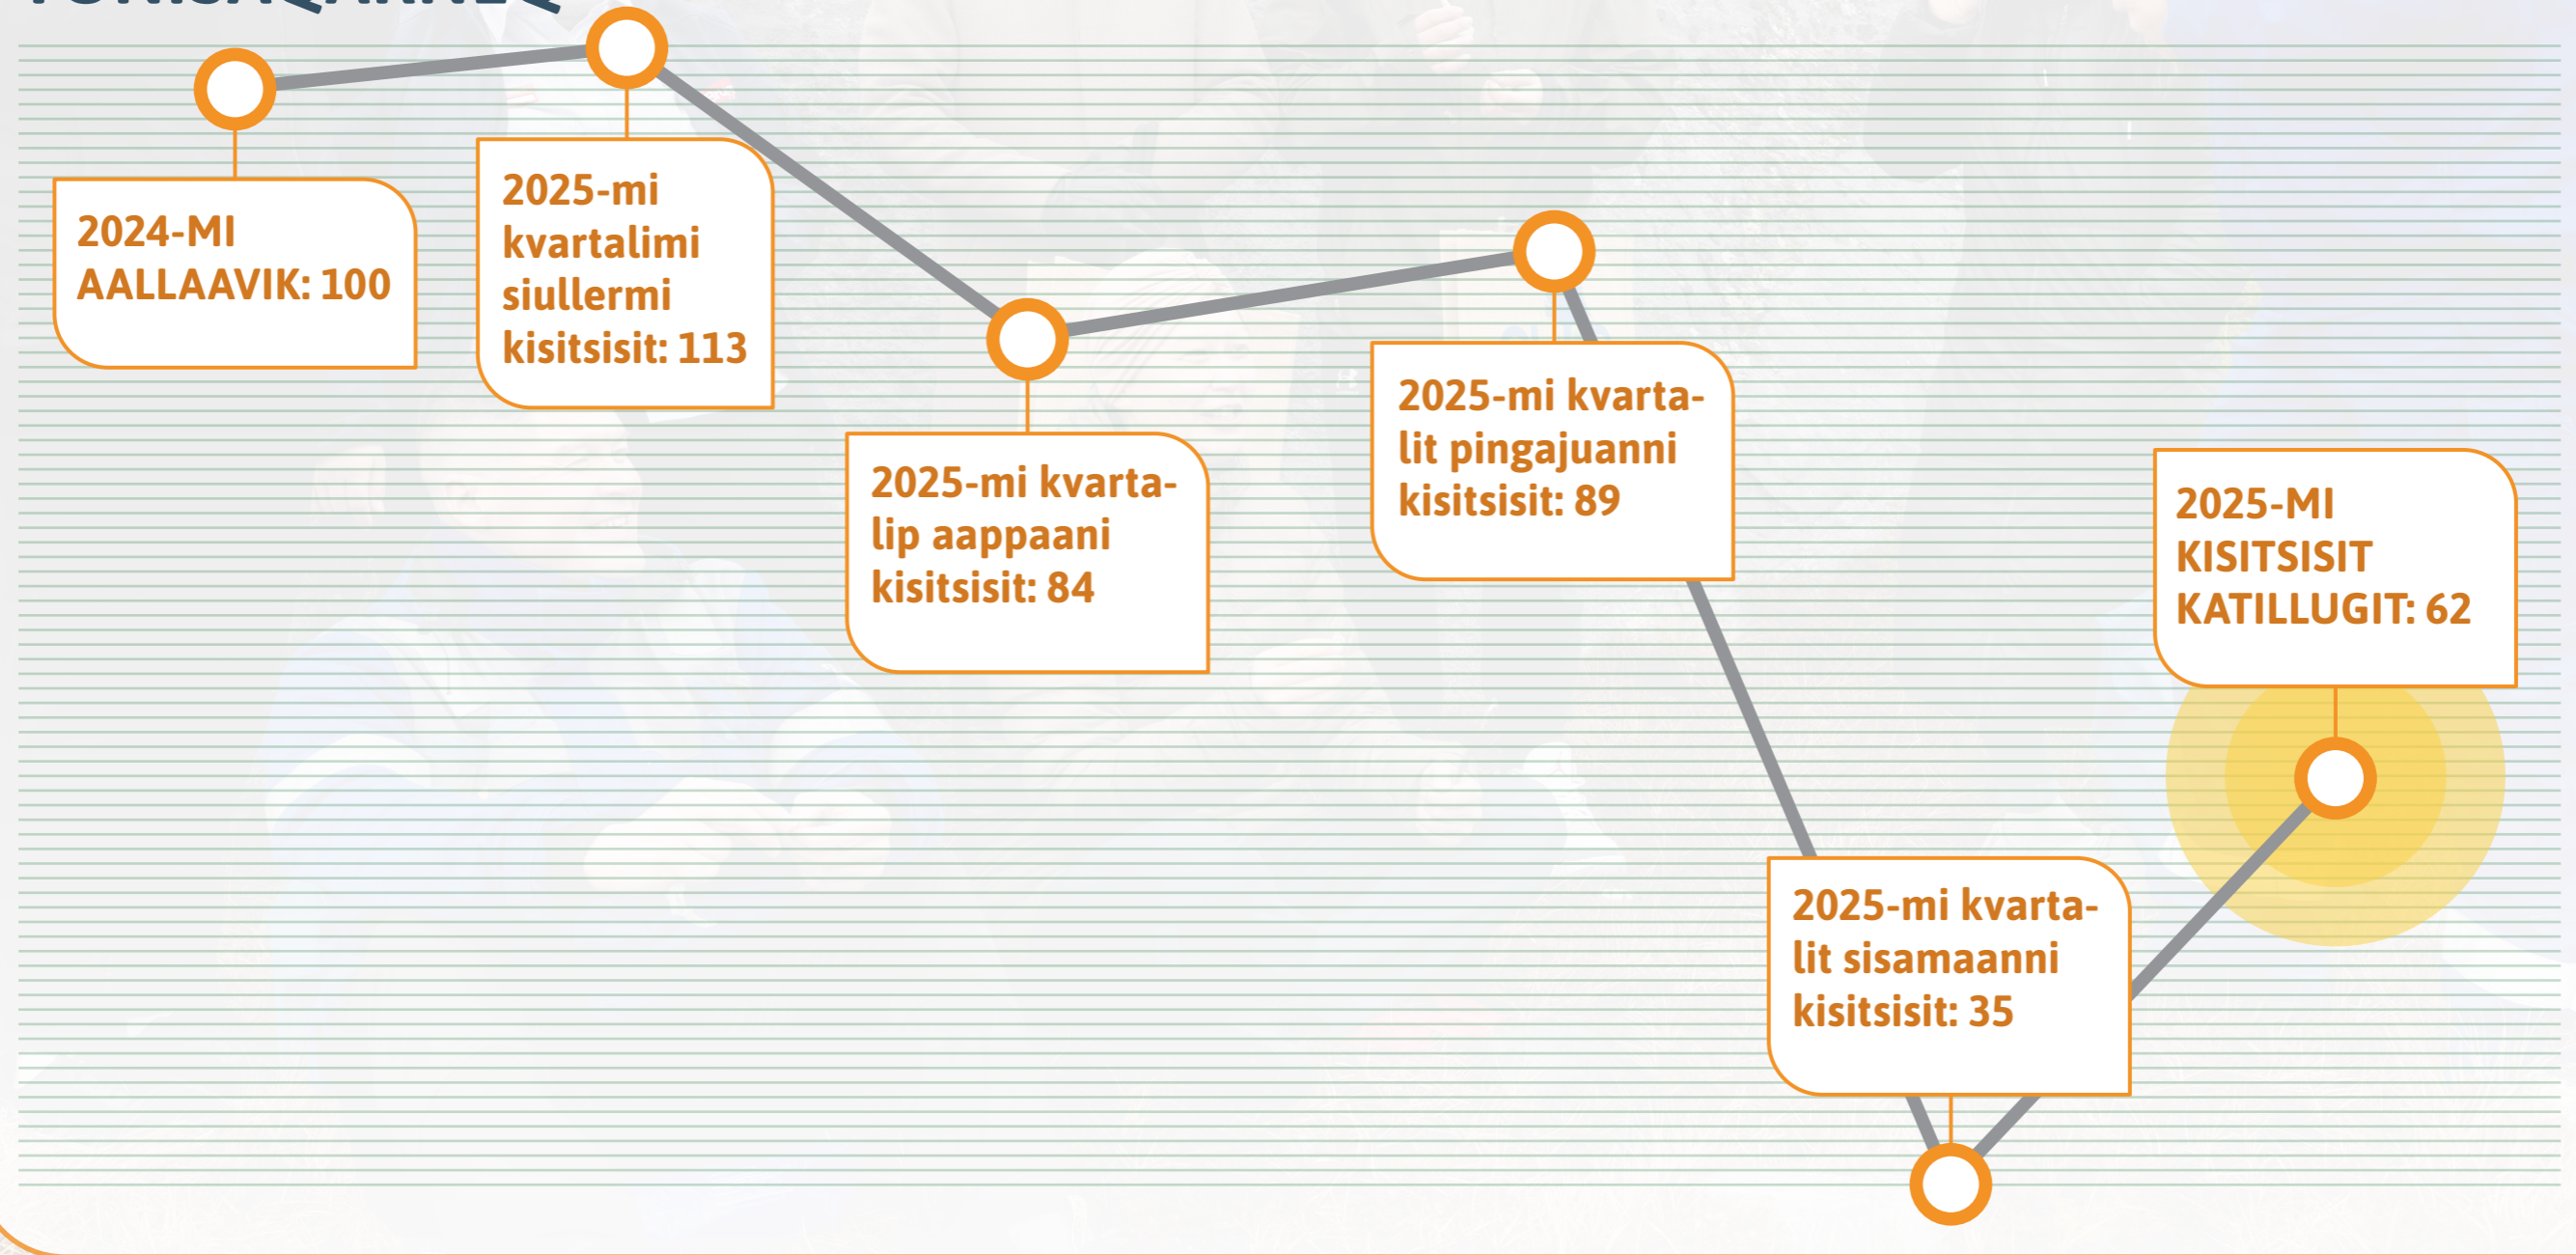 2024-MI
AALLAAVIK: 100
2025-mi
kvartalimi
siullermi
kisitsisit: 113
2025-mi kvarta-
lip aappaani
kisitsisit: 84
2025-mi kvarta-
lit pingajuanni
kisitsisit: 89
2025-mi kvarta-
lit sisamaanni
kisitsisit: 35
2025-MI
KISITSISIT
KATILLUGIT: 62